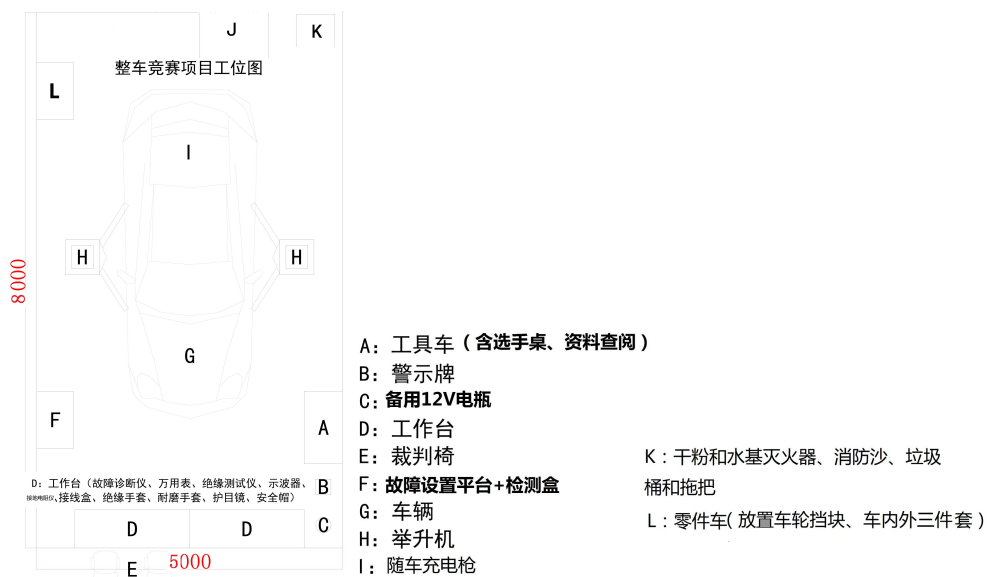 J
K
整车竞赛项目工位图
L
I
H
H
8000
G
F
A
D：工作台（故障诊断仪、万用表、绝缘测试仪、示波器、
接地电阻仪、接线盒、绝缘手套、耐磨手套、护目镜、安全帽）
B
D
D
C
E
5000
A：工具车（含选手桌、资料查阅）
B：警示牌
C：备用12V电瓶
D：工作台
E：裁判椅
F：故障设置平台+检测盒
G：车辆
H：举升机
I：随车充电枪
K：干粉和水基灭火器、消防沙、垃圾
桶和拖把
L：零件车（放置车轮挡块、车内外三件套）